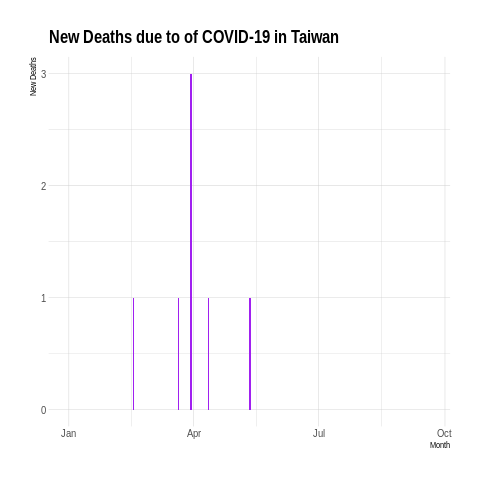 New Deaths due to of COVID-19 in Taiwan
New Deaths
3
2
1
0
Jan Apr Jul Oct
Month